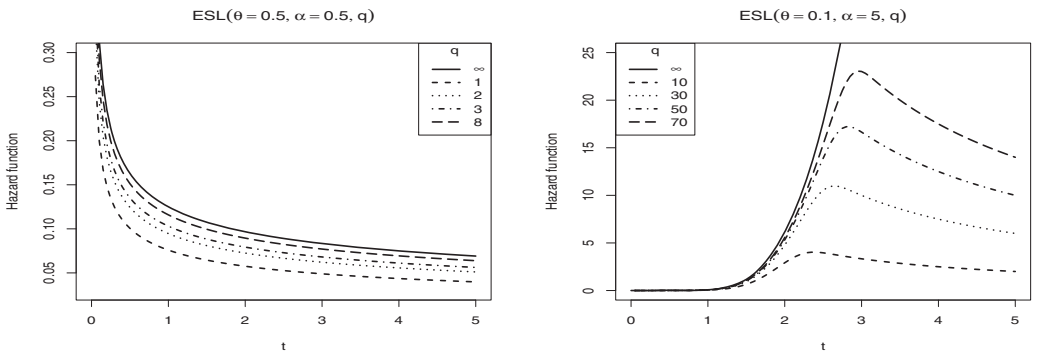 ESL(θ = 0.5, α = 0.5, q)
Hazard function
0.30
0.25
0.20
0.15
0.10
0.05
0 1 2 3 4 5
t
q
∞
1
2
3
8
ESL(θ = 0.1, α = 5, q)
Hazard function
25
20
15
10
5
0
0 1 2 3 4 5
t
q
∞
10
30
50
70